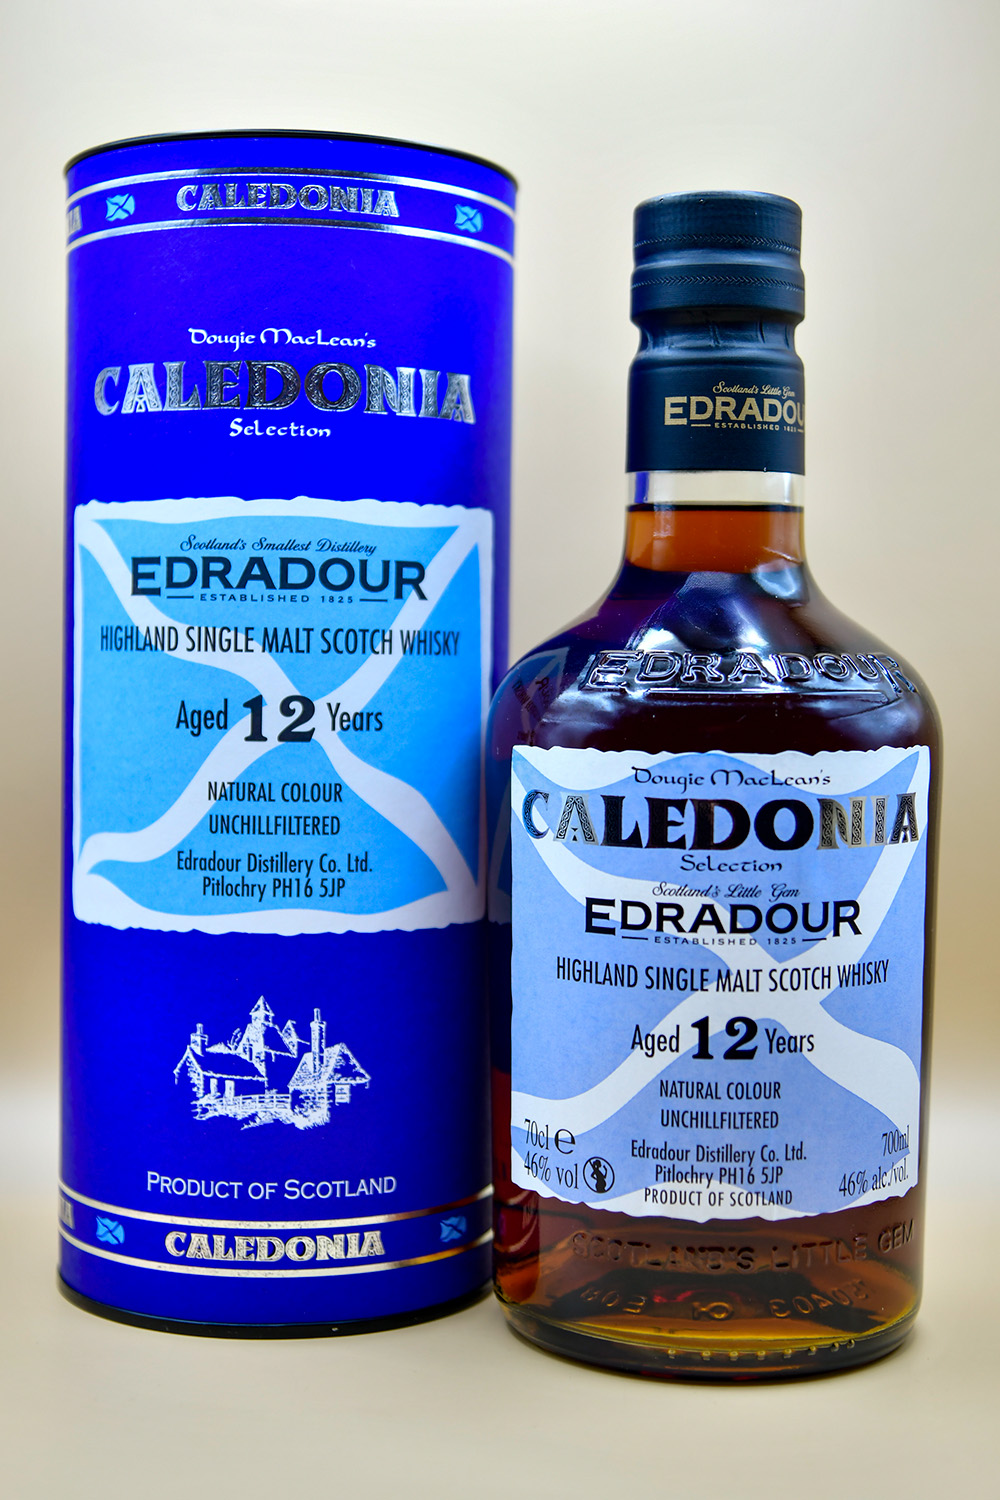 CALEDONIA
Dougie MacLean's
CALEDONIA
Selection
Scotland's Smallest Distillery
EDRADOUR
ESTABLISHED 1825
HIGHLAND SINGLE MALT SCOTCH WHISKY
Aged 12 Years
NATURAL COLOUR
UNCHILLFILTERED
Edradour Distillery Co. Ltd.
Pitlochry PH16 5JP
PRODUCT OF SCOTLAND
CALEDONIA
Scotland's Little Gem
EDRADOU
ESTABLISHED 182
EDRADOUR
Dougie MacLean's
CALEDONIA
Selection
Scotland's Little Gem
EDRADOUR
ESTABLISHED 1825
HIGHLAND SINGLE MALT SCOTCH WHISKY
Aged 12 Years
NATURAL COLOUR
UNCHILLFILTERED
70cl e
46% vol
Edradour Distillery Co. Ltd.
Pitlochry PH16 5JP
PRODUCT OF SCOTLAND
700ml
46% alc./vol.
SCOTLAND'S LITTLE GEM